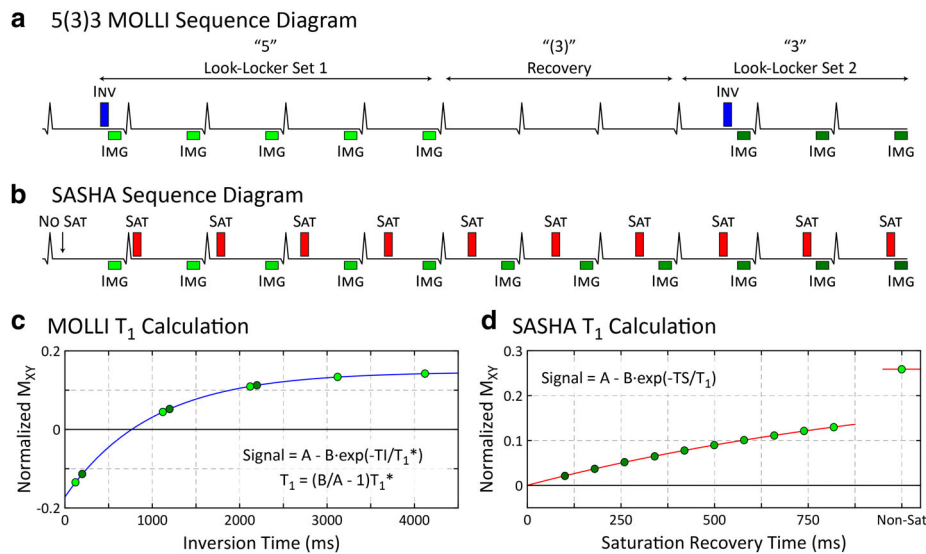 a 5(3)3 MOLLI Sequence Diagram
"5" "(3)" "3"
Look-Locker Set 1 Recovery Look-Locker Set 2
INV INV
IMG IMG IMG IMG IMG IMG IMG IMG
b SASHA Sequence Diagram
NO SAT SAT SAT SAT SAT SAT SAT SAT SAT SAT SAT
IMG IMG IMG IMG IMG IMG IMG IMG IMG IMG IMG
c MOLLI T1 Calculation
Normalized MXY
0.2
0
-0.2
Signal = A - B·exp(-TI/T1*)
T1 = (B/A - 1)T1*
0 1000 2000 3000 4000
Inversion Time (ms)
d SASHA T1 Calculation
Normalized MXY
0.3
0.2
0.1
0
Signal = A - B·exp(-TS/T1)
0 250 500 750 Non-Sat
Saturation Recovery Time (ms)